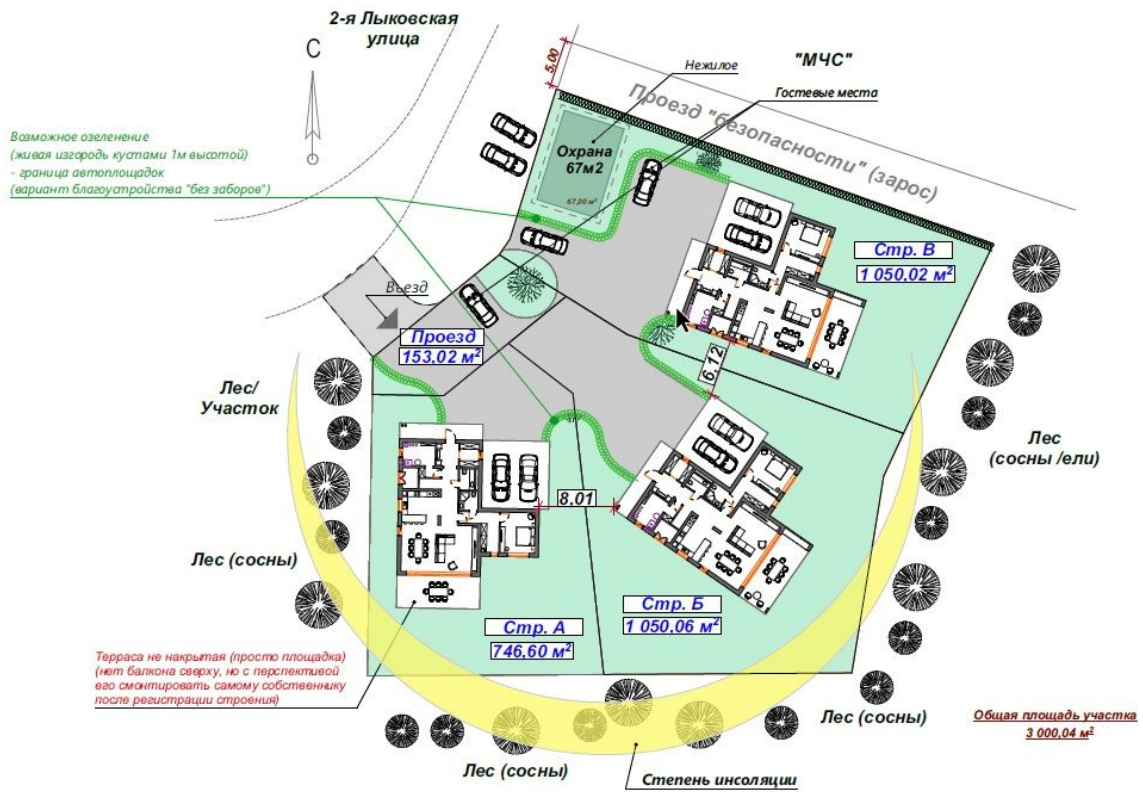 2-я Лыковская
улица
С
5,00
"МЧС"
Нежилое
Гостевые места
Проезд "безопасности" (зарос)
Возможное озеленение
(живая изгородь кустами 1м высотой)
- граница автоплощадок
(вариант благоустройства "без заборов")
Охрана
67м2
67,00 м²
Стр. В
1 050,02 м²
Въезд
Проезд
153,02 м²
6,12
Лес/
Участок
Лес
(сосны /ели)
8,01
Лес (сосны)
Стр. Б
1 050,06 м²
Стр. А
746,60 м²
Терраса не накрытая (просто площадка)
(нет балкона сверху, но с перспективой
его смонтировать самому собственнику
после регистрации строения)
Лес (сосны)
Общая площадь участка
3 000,04 м²
Лес (сосны)
Степень инсоляции